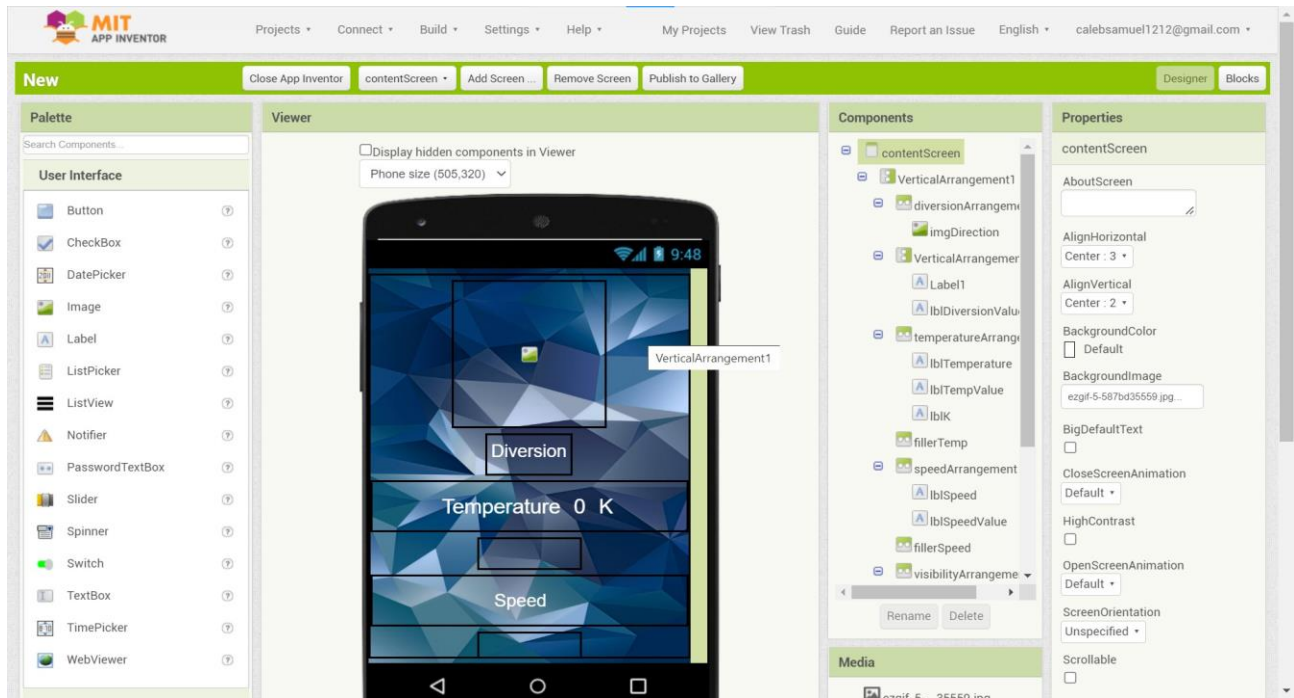 MIT
APP INVENTOR
Projects Connect Build Settings Help My Projects View Trash Guide Report an Issue English calebsamuel1212@gmail.com
New Close App Inventor contentScreen Add Screen ... Remove Screen Publish to Gallery Designer Blocks
Palette
Search Components...
User Interface
Button
CheckBox
DatePicker
Image
Label
ListPicker
ListView
Notifier
PasswordTextBox
Slider
Spinner
Switch
TextBox
TimePicker
WebViewer
Viewer
Display hidden components in Viewer
Phone size (505,320)
9:48
VerticalArrangement1
Diversion
Temperature 0 K
Speed
Components
contentScreen
VerticalArrangement1
diversionArrangeme
imgDirection
VerticalArrangemer
Label1
lblDiversionValu
temperatureArrange
lblTemperature
lblTempValue
lblK
fillerTemp
speedArrangement
lblSpeed
lblSpeedValue
fillerSpeed
visibilityArrangeme
Rename Delete
Media
Properties
contentScreen
AboutScreen
AlignHorizontal
Center : 3
AlignVertical
Center : 2
BackgroundColor
Default
BackgroundImage
ezgif-5-587bd35559.jpg...
BigDefaultText
CloseScreenAnimation
Default
HighContrast
OpenScreenAnimation
Default
ScreenOrientation
Unspecified
Scrollable